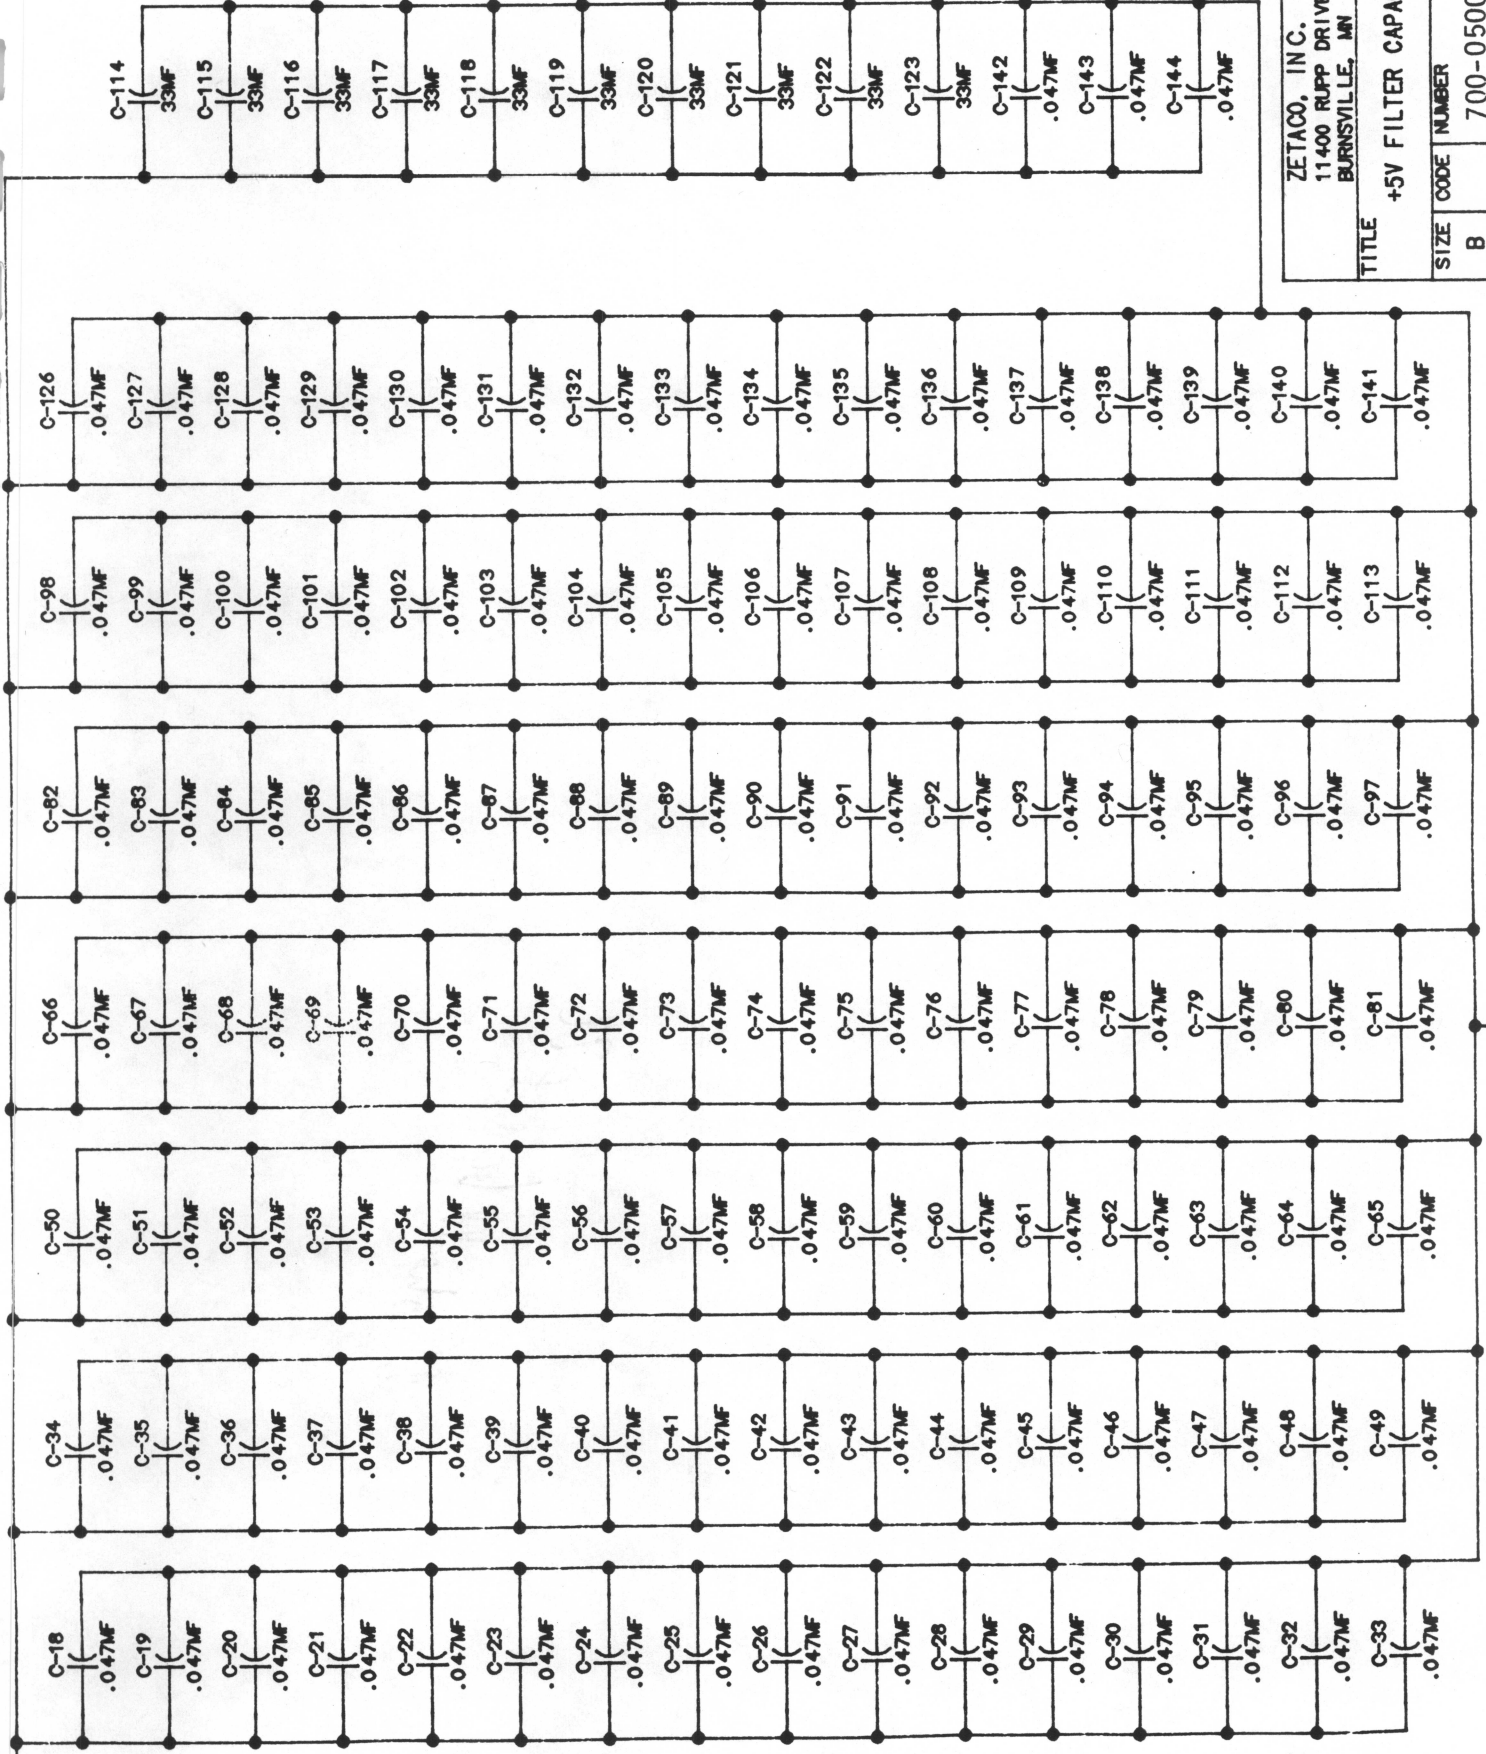 C-114
33MF
C-115
33MF
C-116
33MF
C-117
33MF
C-118
33MF
C-119
33MF
C-120
33MF
C-121
33MF
C-122
33MF
C-123
33MF
C-142
.047MF
C-143
.047MF
C-144
.047MF
C-126
.047MF
C-127
.047MF
C-128
.047MF
C-129
.047MF
C-130
.047MF
C-131
.047MF
C-132
.047MF
C-133
.047MF
C-134
.047MF
C-135
.047MF
C-136
.047MF
C-137
.047MF
C-138
.047MF
C-139
.047MF
C-140
.047MF
C-141
.047MF
C-98
.047MF
C-99
.047MF
C-100
.047MF
C-101
.047MF
C-102
.047MF
C-103
.047MF
C-104
.047MF
C-105
.047MF
C-106
.047MF
C-107
.047MF
C-108
.047MF
C-109
.047MF
C-110
.047MF
C-111
.047MF
C-112
.047MF
C-113
.047MF
C-82
.047MF
C-83
.047MF
C-84
.047MF
C-85
.047MF
C-86
.047MF
C-87
.047MF
C-88
.047MF
C-89
.047MF
C-90
.047MF
C-91
.047MF
C-92
.047MF
C-93
.047MF
C-94
.047MF
C-95
.047MF
C-96
.047MF
C-97
.047MF
C-66
.047MF
C-67
.047MF
C-68
.047MF
C-69
.047MF
C-70
.047MF
C-71
.047MF
C-72
.047MF
C-73
.047MF
C-74
.047MF
C-75
.047MF
C-76
.047MF
C-77
.047MF
C-78
.047MF
C-79
.047MF
C-80
.047MF
C-81
.047MF
C-50
.047MF
C-51
.047MF
C-52
.047MF
C-53
.047MF
C-54
.047MF
C-55
.047MF
C-56
.047MF
C-57
.047MF
C-58
.047MF
C-59
.047MF
C-60
.047MF
C-61
.047MF
C-62
.047MF
C-63
.047MF
C-64
.047MF
C-65
.047MF
C-34
.047MF
C-35
.047MF
C-36
.047MF
C-37
.047MF
C-38
.047MF
C-39
.047MF
C-40
.047MF
C-41
.047MF
C-42
.047MF
C-43
.047MF
C-44
.047MF
C-45
.047MF
C-46
.047MF
C-47
.047MF
C-48
.047MF
C-49
.047MF
C-18
.047MF
C-19
.047MF
C-20
.047MF
C-21
.047MF
C-22
.047MF
C-23
.047MF
C-24
.047MF
C-25
.047MF
C-26
.047MF
C-27
.047MF
C-28
.047MF
C-29
.047MF
C-30
.047MF
C-31
.047MF
C-32
.047MF
C-33
.047MF
ZETACO, INC.
11400 RUPP DRIVE
BURNSVILLE, MN
TITLE
+5V FILTER CAPA
SIZE CODE NUMBER
B 700-0500